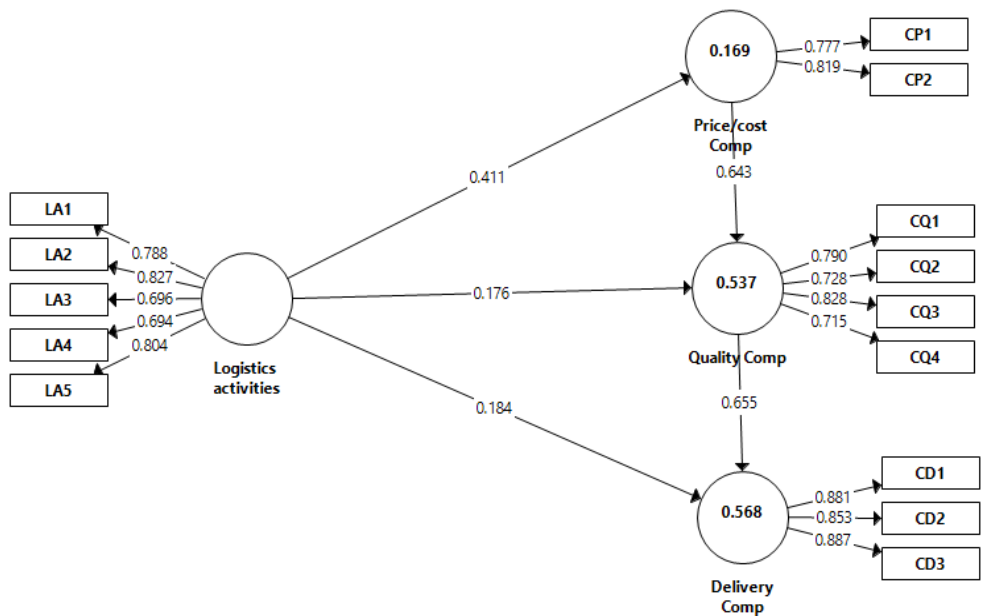 0.169
0.777
0.819
CP1
CP2
Price/cost
Comp
0.411
0.643
LA1
LA2
LA3
LA4
LA5
0.788
0.827
0.696
0.694
0.804
Logistics
activities
0.176
0.537
0.790
0.728
0.828
0.715
CQ1
CQ2
CQ3
CQ4
Quality Comp
0.184
0.655
0.568
0.881
0.853
0.887
CD1
CD2
CD3
Delivery
Comp